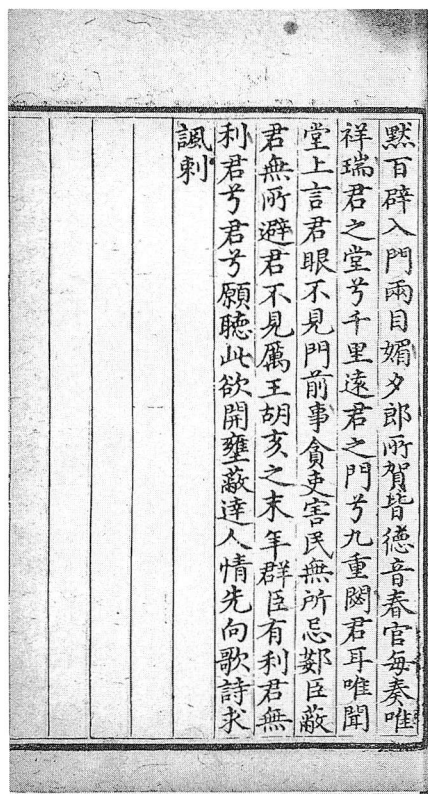 黙百辟入門兩目媚夕郎所賀皆德音春官每奏唯
祥瑞君之堂兮千里遠君之門兮九重閟君耳唯聞
堂上言君眼不見門前事貪吏害民無所忌姦臣蔽
君無所避君不見厲王胡亥之末年群臣有利君無
利君兮君兮願聽此欲開壅蔽達人情先向歌詩求
諷刺